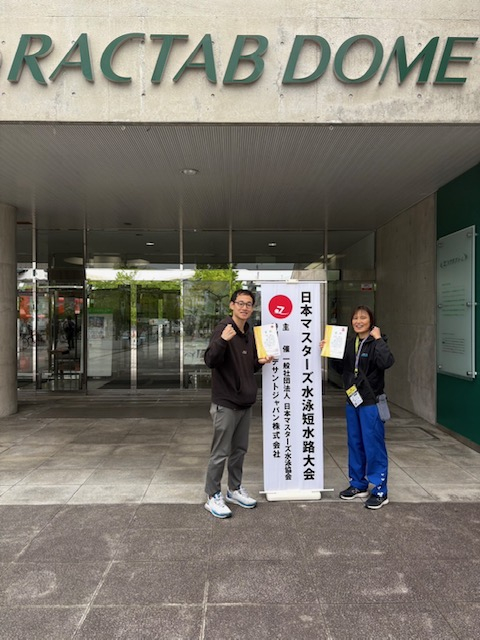 RACTAB DOME
日本マスターズ水泳短水路大会
主 催 一般社団法人 日本マスターズ水泳協会
デサントジャパン株式会社